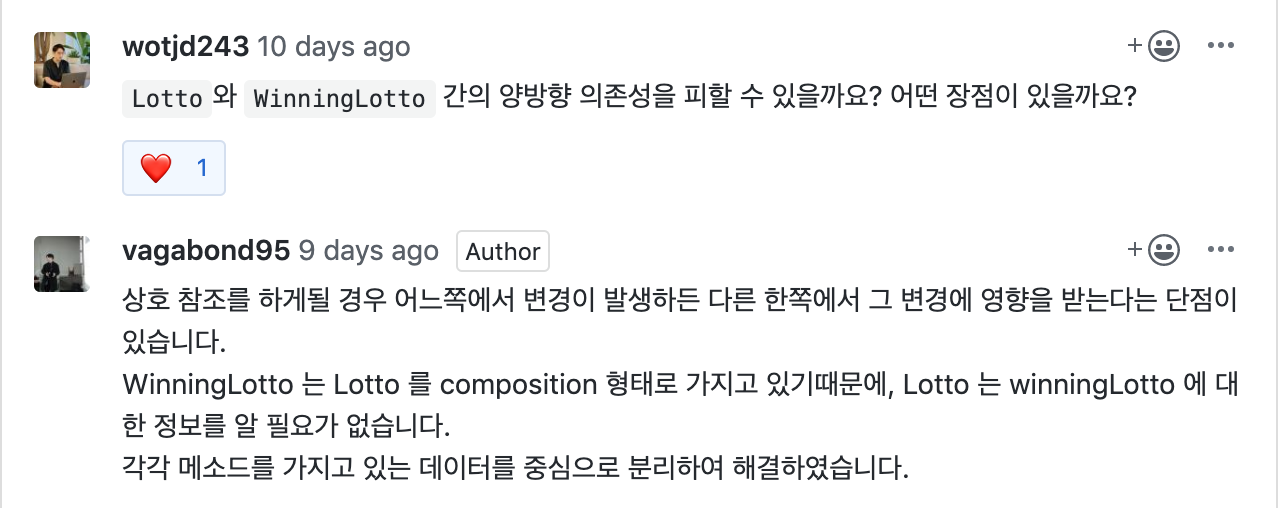 wotjd243 10 days ago
Lotto 와 WinningLotto 간의 양방향 의존성을 피할 수 있을까요? 어떤 장점이 있을까요?
1
vagabond95 9 days ago Author
상호 참조를 하게될 경우 어느쪽에서 변경이 발생하든 다른 한쪽에서 그 변경에 영향을 받는다는 단점이
있습니다.
WinningLotto 는 Lotto 를 composition 형태로 가지고 있기때문에, Lotto 는 winningLotto 에 대
한 정보를 알 필요가 없습니다.
각각 메소드를 가지고 있는 데이터를 중심으로 분리하여 해결하였습니다.